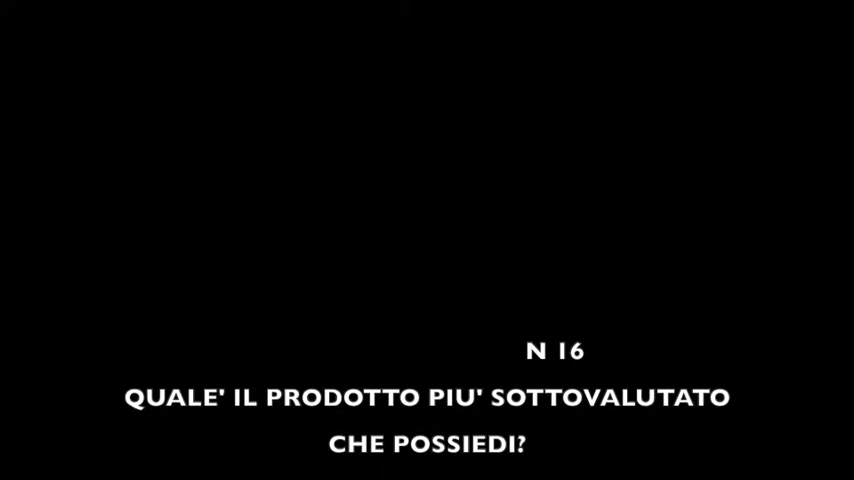 N 16
QUALE' IL PRODOTTO PIU' SOTTOVALUTATO
CHE POSSIEDI?